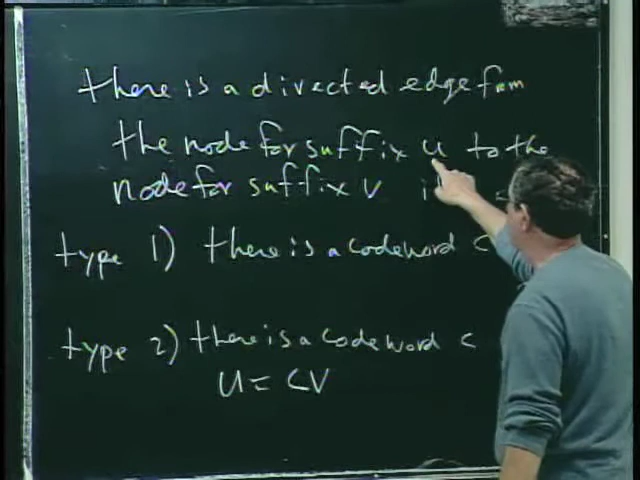 there is a directed edge from
the node for suffix u to the
node for suffix v
type 1) there is a codeword c
type 2) there is a codeword c
u = cv